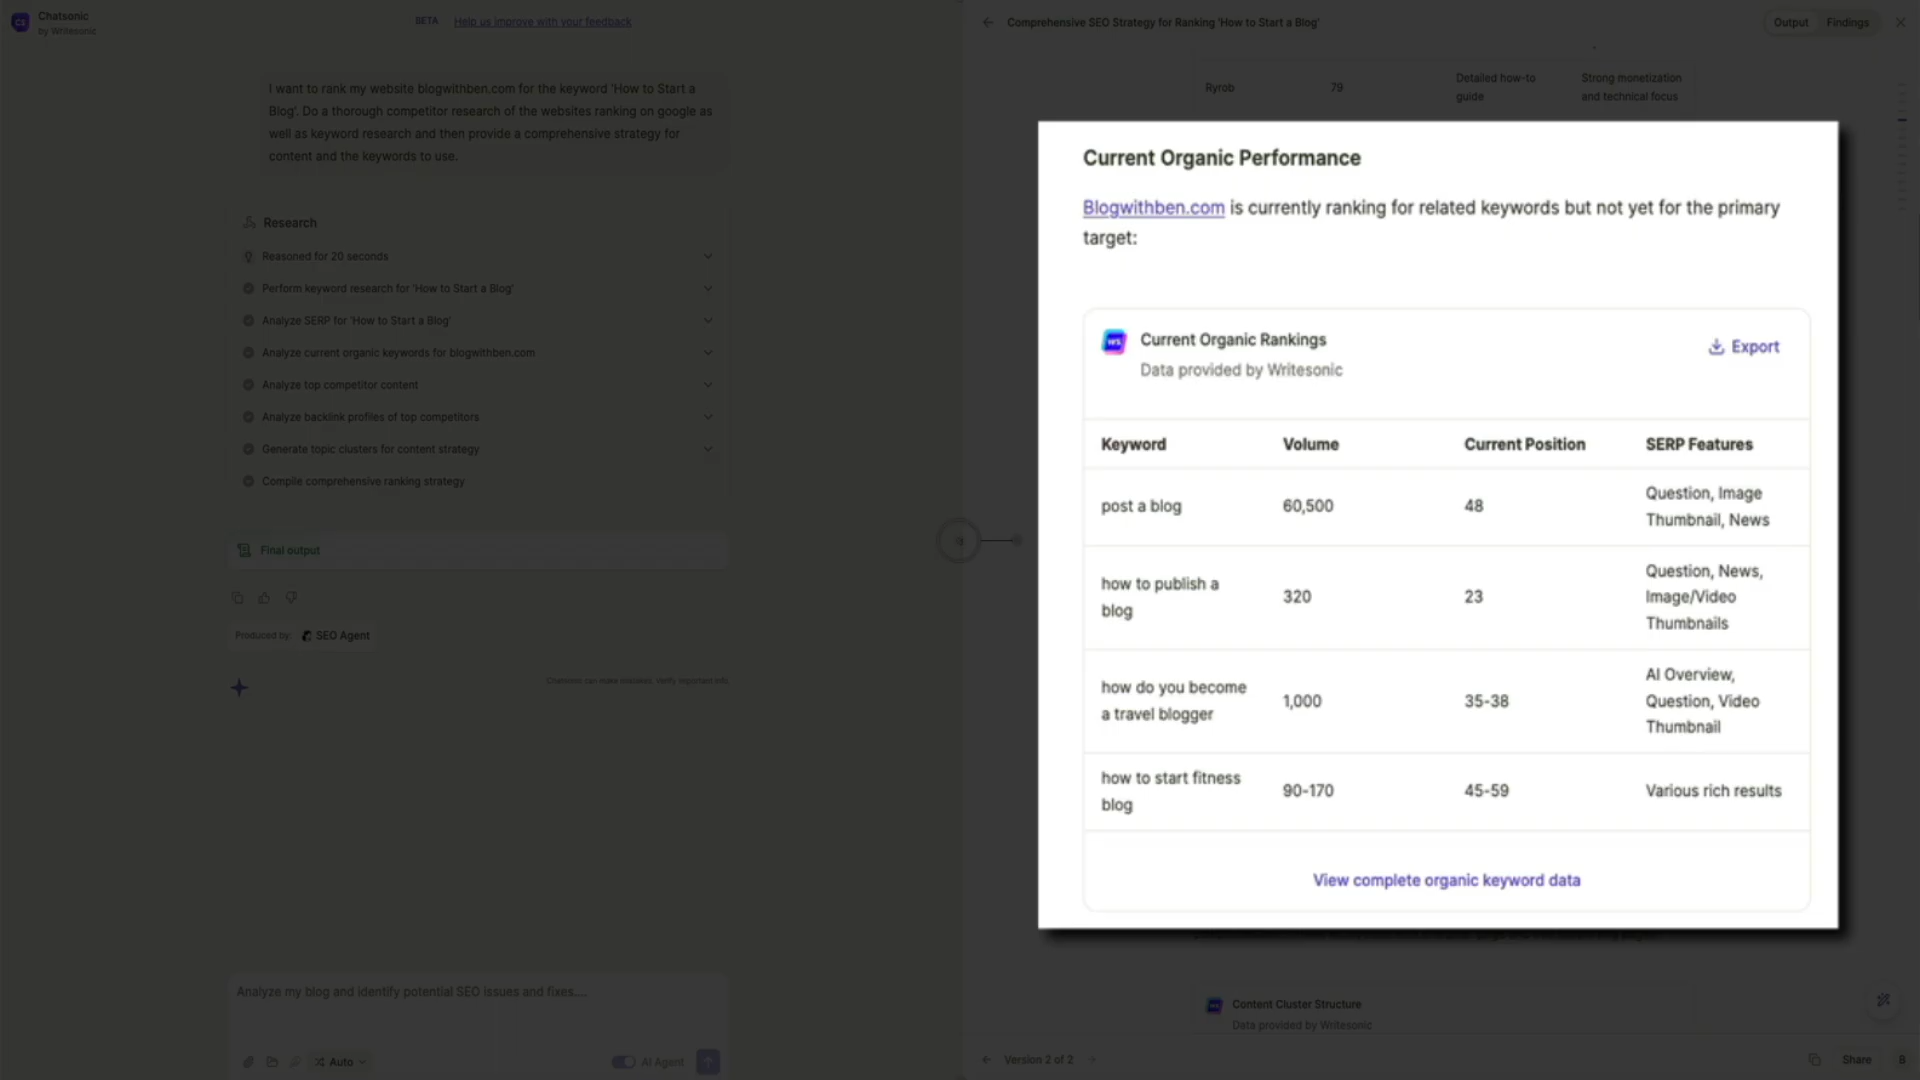 Chatsonic
by Writesonic
BETA
Help us improve with your feedback
I want to rank my website blogwithben.com for the keyword 'How to Start a
Blog'. Do a thorough competitor research of the websites ranking on google as
well as keyword research and then provide a comprehensive strategy for
content and the keywords to use.
Research
Reasoned for 20 seconds
Perform keyword research for 'How to Start a Blog'
Analyze SERP for 'How to Start a Blog'
Analyze current organic keywords for blogwithben.com
Analyze top competitor content
Analyze backlink profiles of top competitors
Generate topic clusters for content strategy
Compile comprehensive ranking strategy
Final output
Produced by: SEO Agent
Chatsonic can make mistakes. Verify important info.
Analyze my blog and identify potential SEO issues and fixes....
Auto
AI Agent
Comprehensive SEO Strategy for Ranking 'How to Start a Blog'
Output
Findings
Ryrob
79
Detailed how-to
guide
Strong monetization
and technical focus
Current Organic Performance
Blogwithben.com is currently ranking for related keywords but not yet for the primary
target:
Current Organic Rankings
Data provided by Writesonic
Export
Keyword
Volume
Current Position
SERP Features
post a blog
60,500
48
Question, Image
Thumbnail, News
how to publish a
blog
320
23
Question, News,
Image/Video
Thumbnails
how do you become
a travel blogger
1,000
35-38
AI Overview,
Question, Video
Thumbnail
how to start fitness
blog
90-170
45-59
Various rich results
View complete organic keyword data
Content Cluster Structure
Data provided by Writesonic
Version 2 of 2
Share